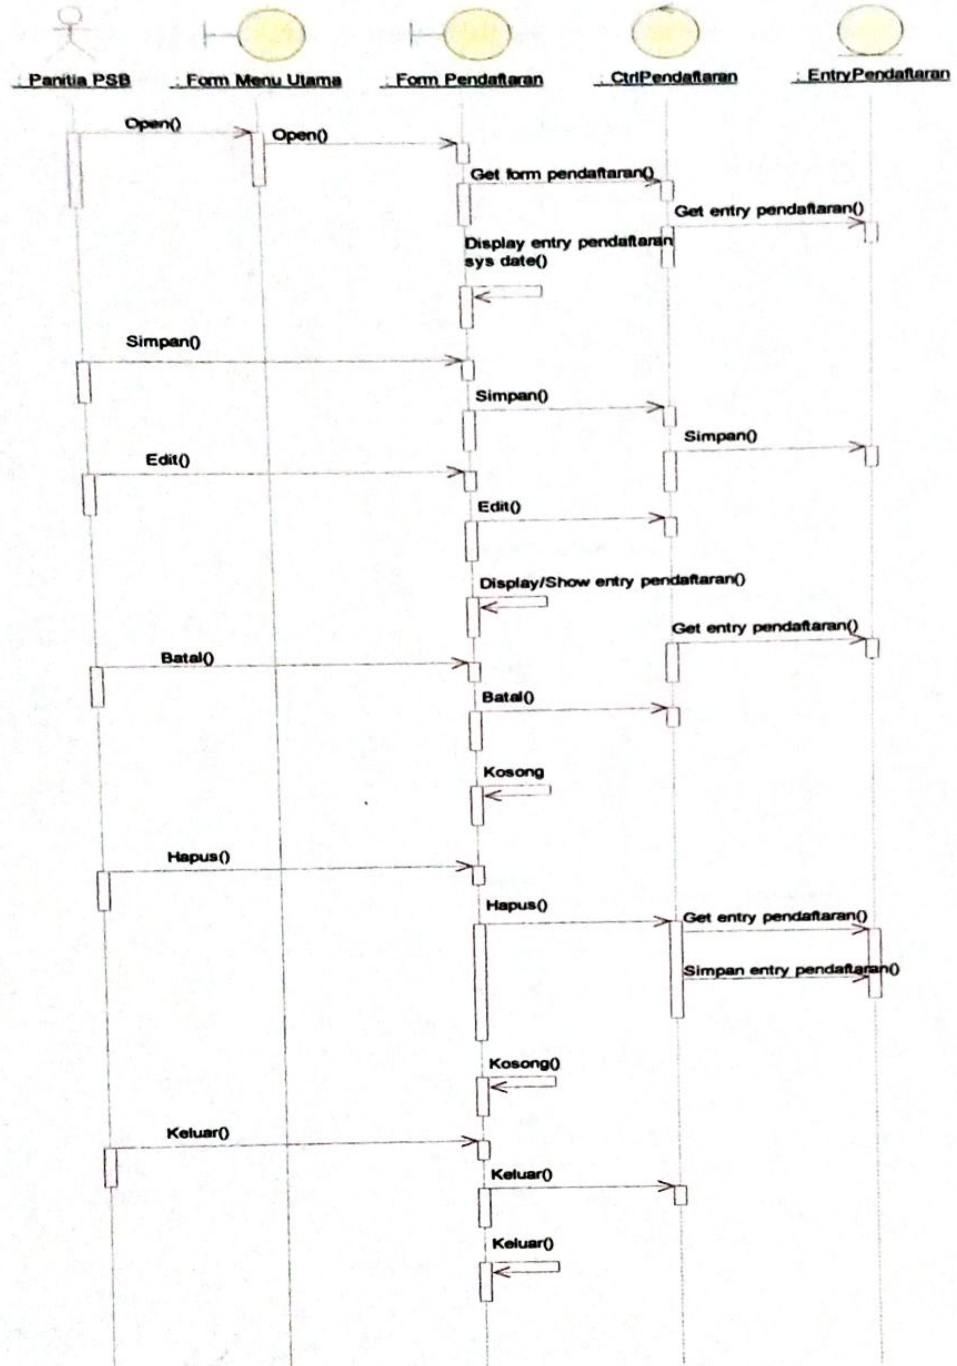 : Panitia PSB
: Form Menu Utama
: Form Pendaftaran
: CtrlPendaftaran
: EntryPendaftaran
Open()
Open()
Get form pendaftaran()
Get entry pendaftaran()
Display entry pendaftaran
sys date()
Simpan()
Simpan()
Simpan()
Edit()
Edit()
Display/Show entry pendaftaran()
Get entry pendaftaran()
Batal()
Batal()
Kosong
Hapus()
Hapus()
Get entry pendaftaran()
Simpan entry pendaftaran()
Kosong()
Keluar()
Keluar()
Keluar()